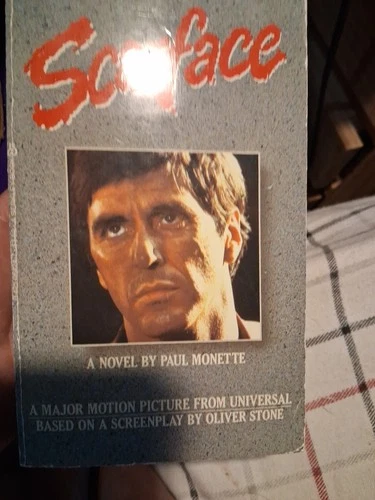 Scarface
A NOVEL BY PAUL MONETTE
A MAJOR MOTION PICTURE FROM UNIVERSAL
BASED ON A SCREENPLAY BY OLIVER STONE